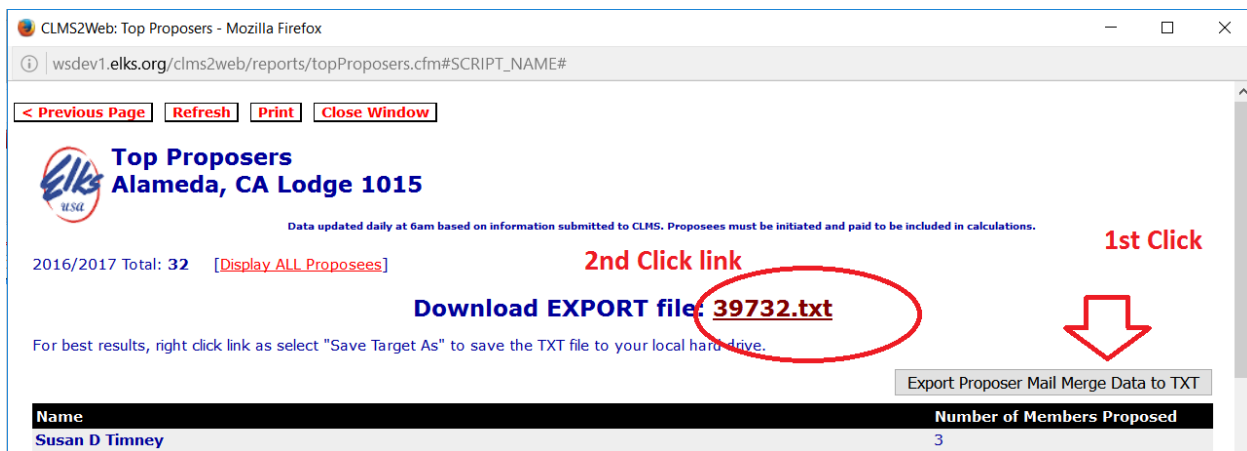 CLMS2Web: Top Proposers - Mozilla Firefox
wsdev1.elks.org/clms2web/reports/topProposers.cfm#SCRIPT_NAME#
< Previous Page Refresh Print Close Window
Elks
USA
Top Proposers
Alameda, CA Lodge 1015
Data updated daily at 6am based on information submitted to CLMS. Proposees must be initiated and paid to be included in calculations.
1st Click
2016/2017 Total: 32 [Display ALL Proposees]
2nd Click link
Download EXPORT file: 39732.txt
For best results, right click link as select "Save Target As" to save the TXT file to your local hard drive.
Export Proposer Mail Merge Data to TXT
Name Number of Members Proposed
Susan D Timney 3